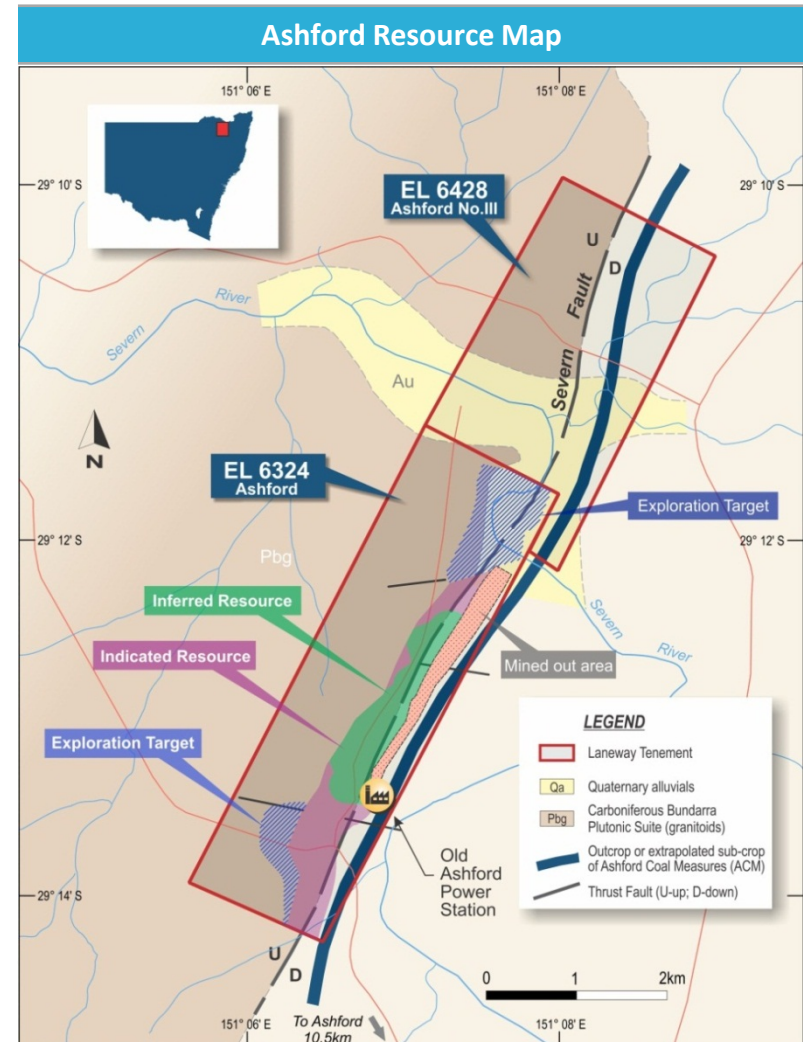 Ashford Resource Map
151° 06' E
151° 08' E
29° 10' S
29° 10' S
EL 6428
Ashford No.III
U
D
Severn Fault
Severn River
Au
N
EL 6324
Ashford
Exploration Target
29° 12' S
29° 12' S
Pbg
Inferred Resource
Severn River
Indicated Resource
Mined out area
Exploration Target
LEGEND
Laneway Tenement
Qa
Quaternary alluvials
Pbg
Carboniferous Bundarra
Plutonic Suite (granitoids)
Outcrop or extrapolated sub-crop
of Ashford Coal Measures (ACM)
Thrust Fault (U-up; D-down)
Old
Ashford
Power
Station
29° 14' S
U
D
0 1 2km
151° 06' E
To Ashford
10.5km
151° 08' E